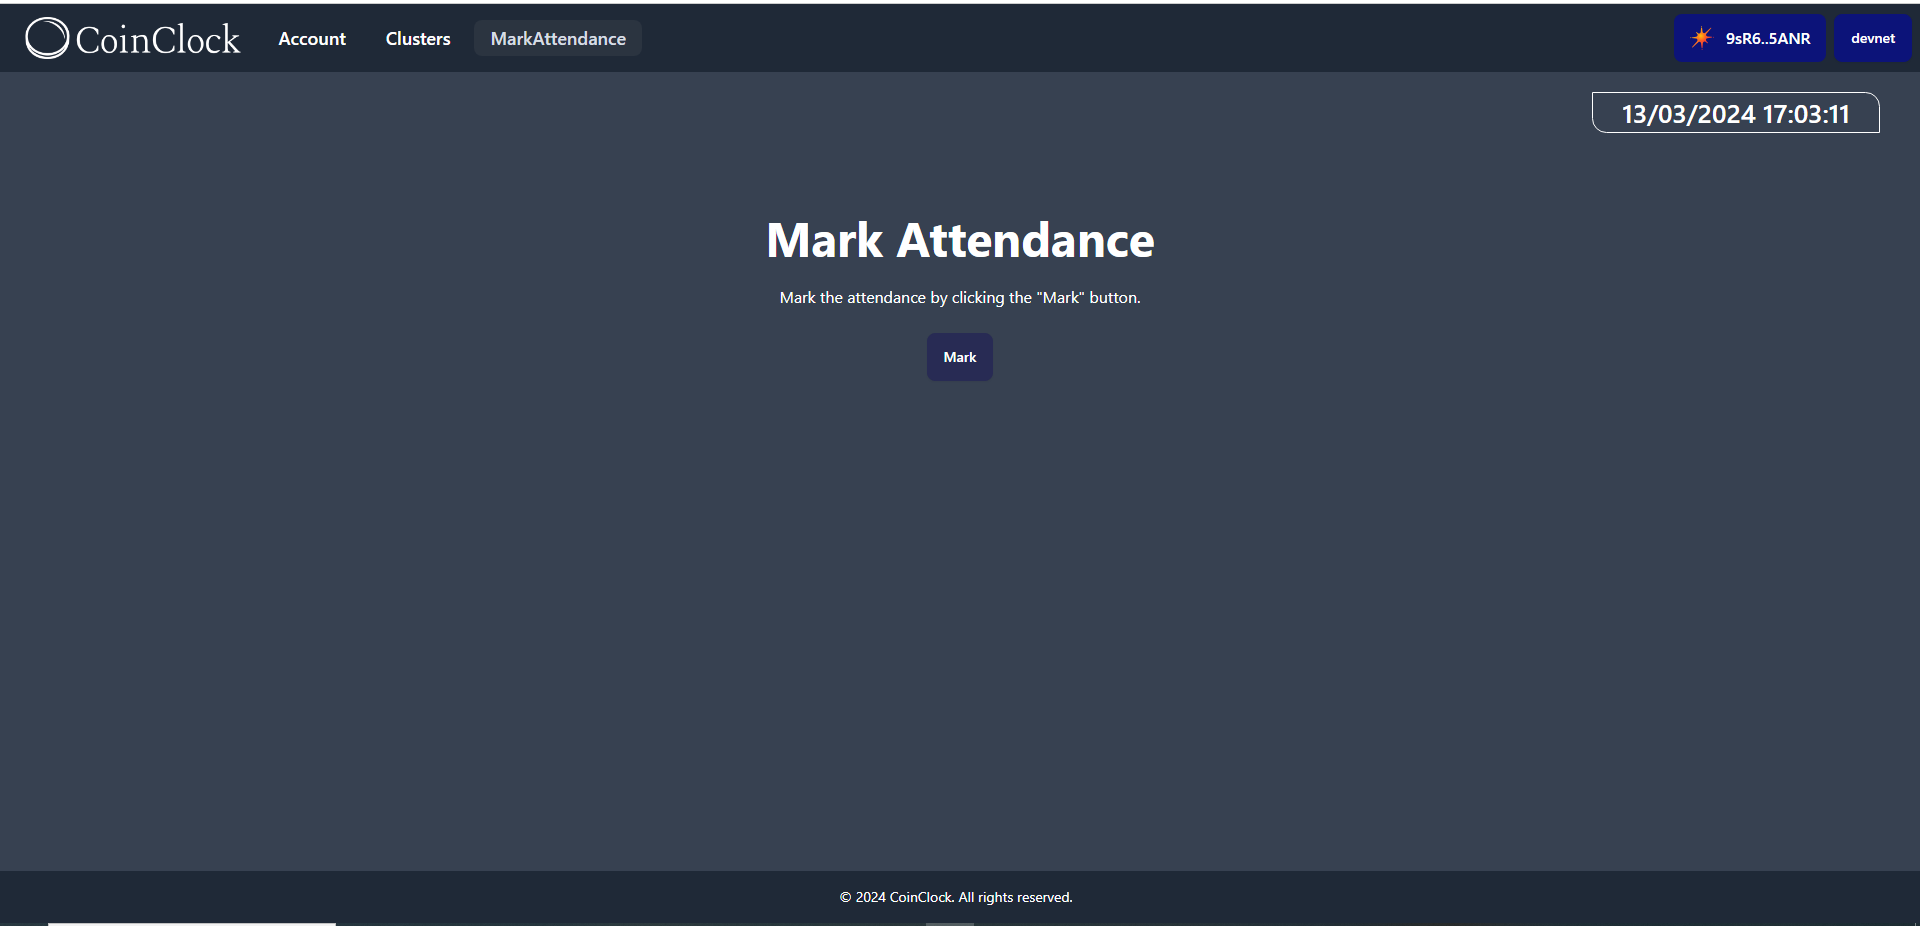 CoinClock Account Clusters MarkAttendance 9sR6..5ANR devnet
13/03/2024 17:03:11
Mark Attendance
Mark the attendance by clicking the "Mark" button.
Mark
© 2024 CoinClock. All rights reserved.